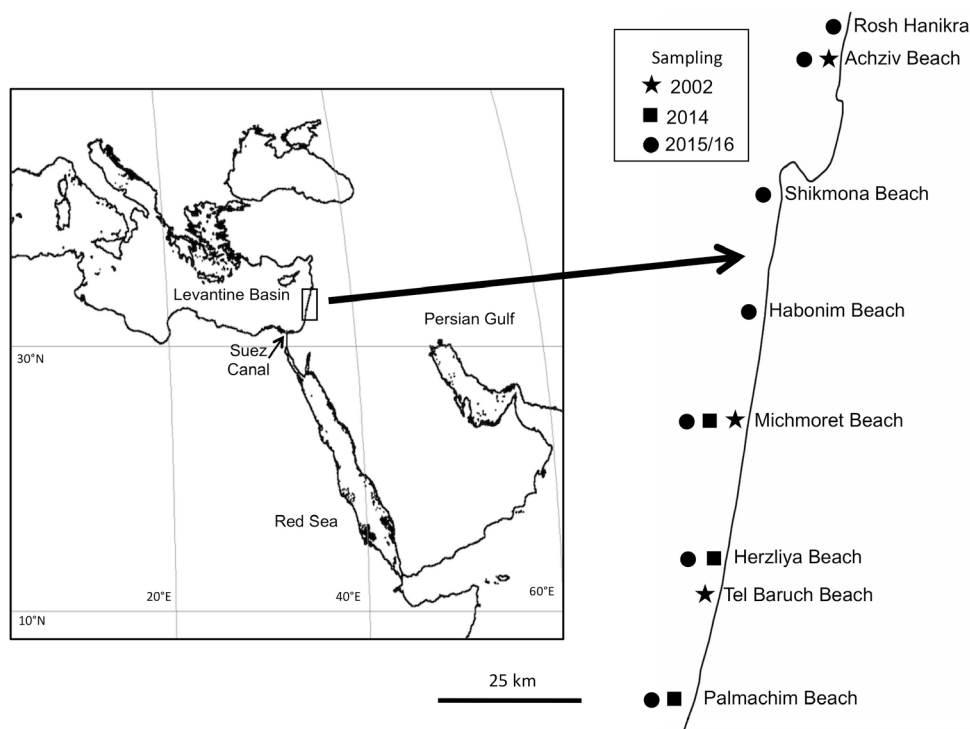 Sampling
2002
2014
2015/16
Rosh Hanikra
Achziv Beach
Shikmona Beach
Habonim Beach
Michmoret Beach
Herzliya Beach
Tel Baruch Beach
Palmachim Beach
Levantine Basin
Persian Gulf
Suez
Canal
30°N
Red Sea
20°E
40°E
60°E
10°N
25 km